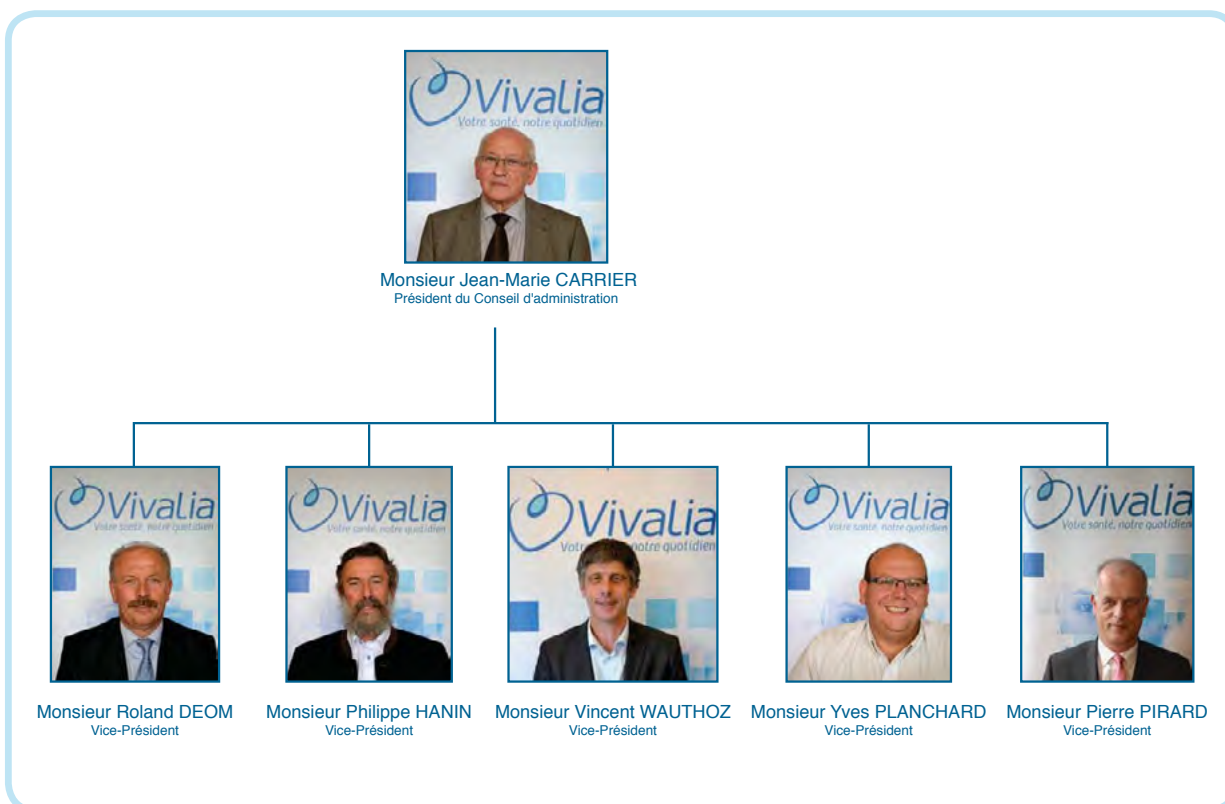 Vivalia
Votre santé, notre quotidien
Monsieur Jean-Marie CARRIER
Président du Conseil d'administration
Vivalia
Votre santé, notre quotidien
Vivalia
Votre santé, notre quotidien
Vivalia
Votre notre quotidien
Vivalia
Votre santé, notre quotidien
Vivalia
Votre santé, notre quotidien
Monsieur Roland DEOM
Vice-Président
Monsieur Philippe HANIN
Vice-Président
Monsieur Vincent WAUTHOZ
Vice-Président
Monsieur Yves PLANCHARD
Vice-Président
Monsieur Pierre PIRARD
Vice-Président